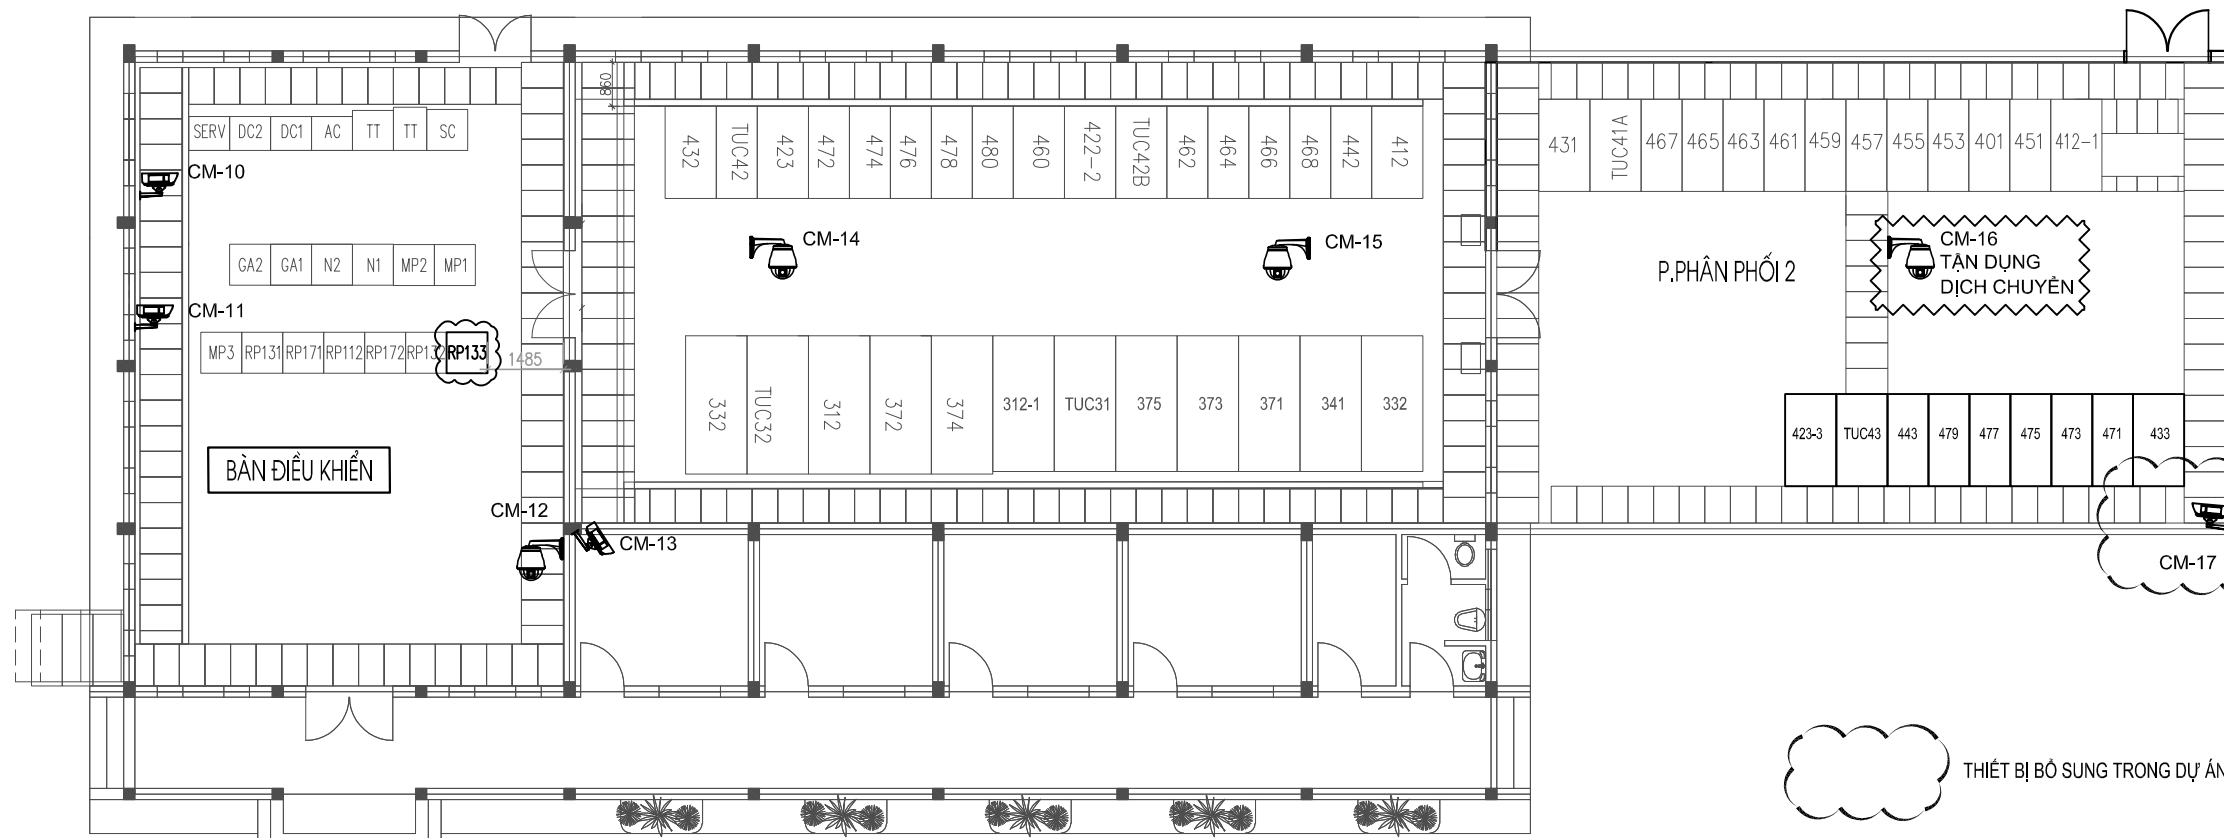 860
SERV DC2 DC1 AC TT TT SC
432 TUC42 423 472 474 476 478 480 460 422-2 TUC42B 462 464 466 468 442 412
431 TUC41A 467 465 463 461 459 457 455 453 401 451 412-1
CM-10
CM-14
CM-15
CM-16
TẬN DỤNG
DỊCH CHUYỂN
P.PHÂN PHỐI 2
GA2 GA1 N2 N1 MP2 MP1
CM-11
MP3 RP131 RP171 RP112 RP172 RP132 RP133
1485
332 TUC32 312 372 374 312-1 TUC31 375 373 371 341 332
423-3 TUC43 443 479 477 475 473 471 433
BÀN ĐIỀU KHIỂN
CM-12
CM-13
CM-17
THIẾT BỊ BỔ SUNG TRONG DỰ ÁN